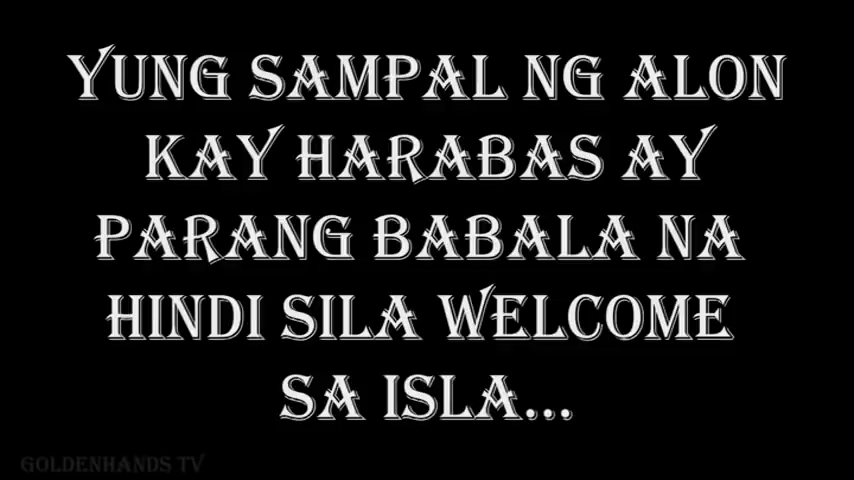 YUNG SAMPAL NG ALON
KAY HARABAS AY
PARANG BABALA NA
HINDI SILA WELCOME
SA ISLA...
GOLDENHANDS TV